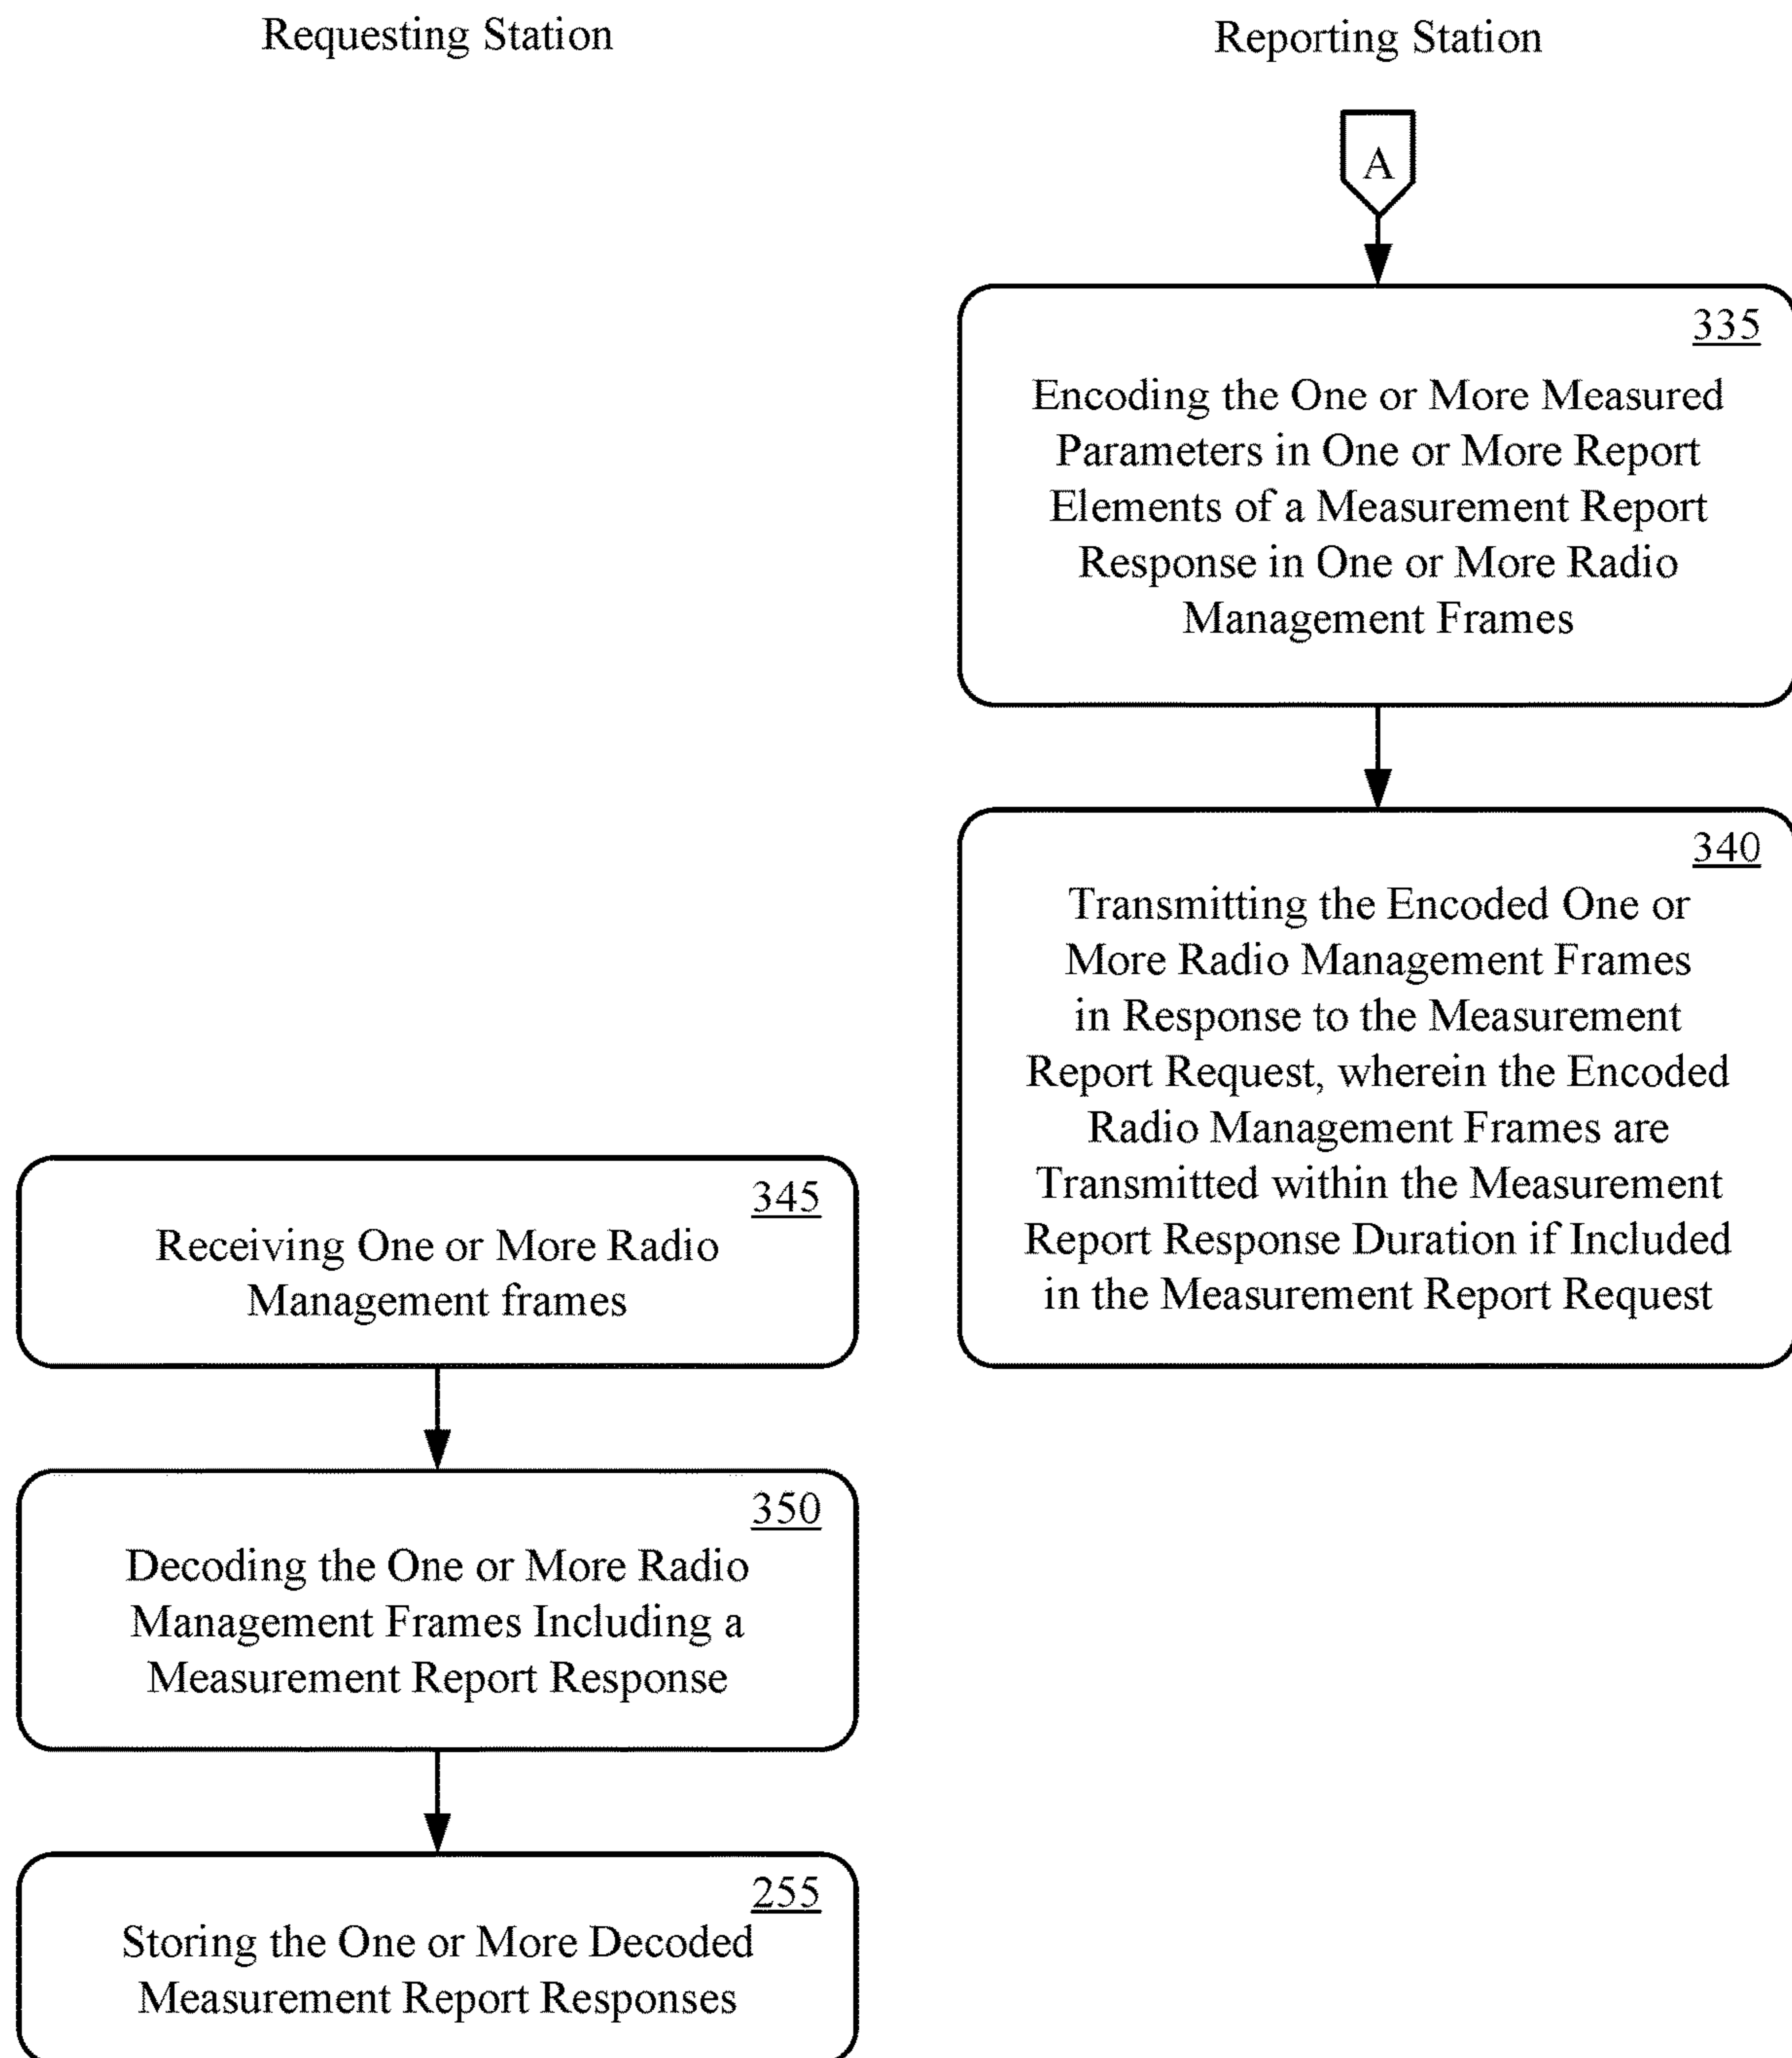 Requesting Station
Reporting Station
A
335
Encoding the One or More Measured
Parameters in One or More Report
Elements of a Measurement Report
Response in One or More Radio
Management Frames
340
Transmitting the Encoded One or
More Radio Management Frames
in Response to the Measurement
Report Request, wherein the Encoded
Radio Management Frames are
Transmitted within the Measurement
Report Response Duration if Included
in the Measurement Report Request
345
Receiving One or More Radio
Management frames
350
Decoding the One or More Radio
Management Frames Including a
Measurement Report Response
255
Storing the One or More Decoded
Measurement Report Responses